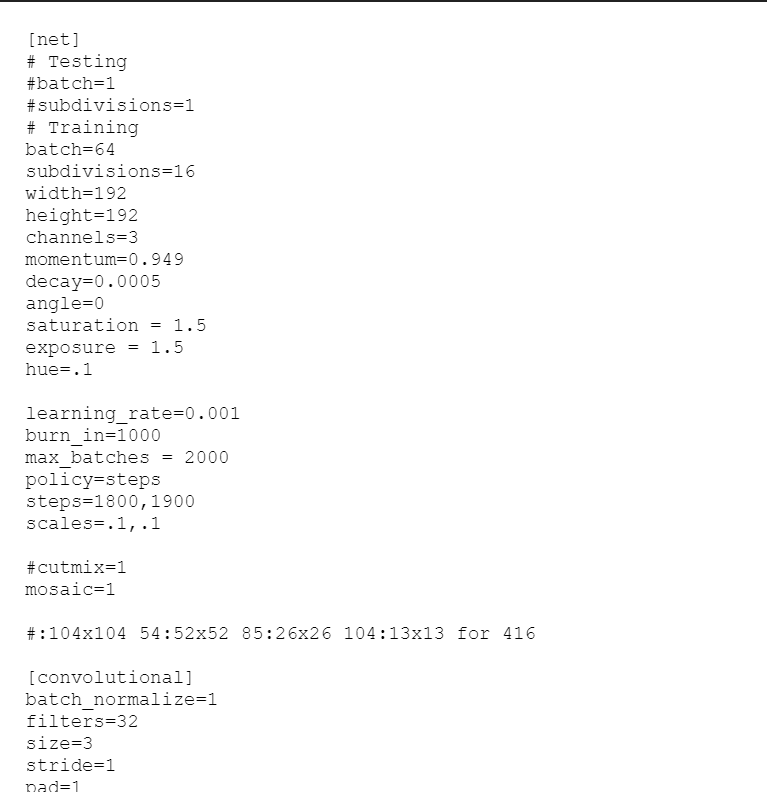 [net]
# Testing
#batch=1
#subdivisions=1
# Training
batch=64
subdivisions=16
width=192
height=192
channels=3
momentum=0.949
decay=0.0005
angle=0
saturation = 1.5
exposure = 1.5
hue=.1
learning_rate=0.001
burn_in=1000
max_batches = 2000
policy=steps
steps=1800,1900
scales=.1,.1
#cutmix=1
mosaic=1
#:104x104 54:52x52 85:26x26 104:13x13 for 416
[convolutional]
batch_normalize=1
filters=32
size=3
stride=1
pad=1